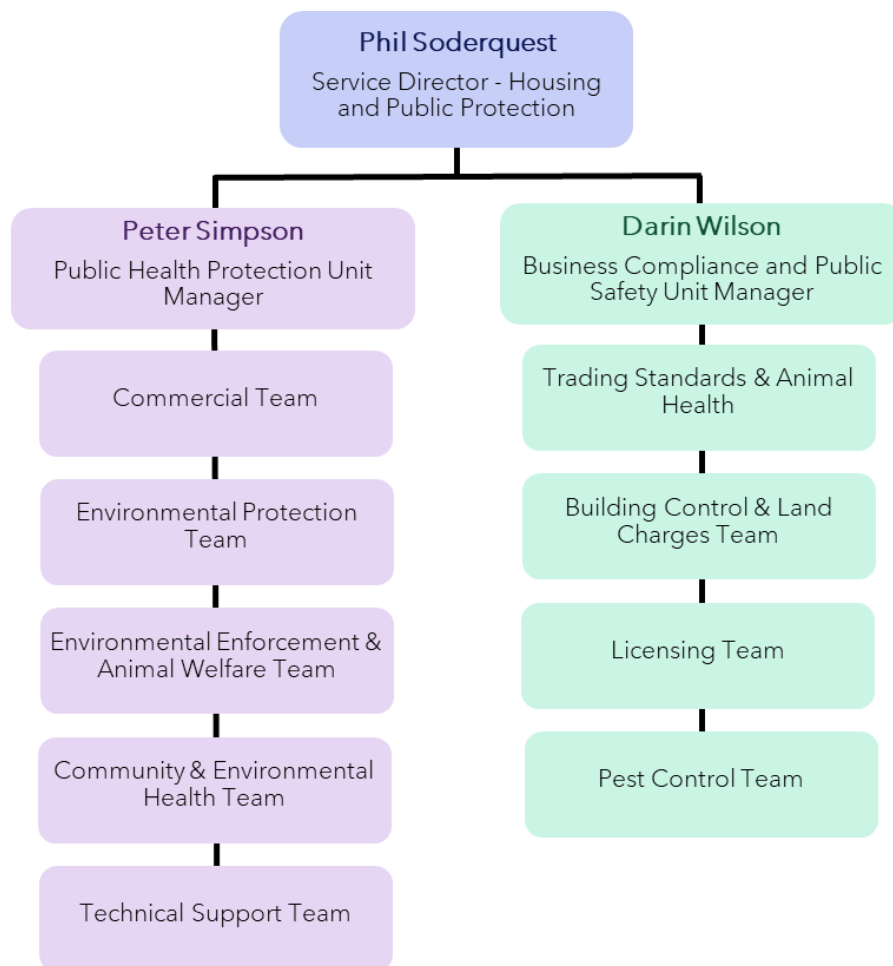 Phil Soderquest
Service Director - Housing
and Public Protection
Peter Simpson
Public Health Protection Unit
Manager
Commercial Team
Environmental Protection
Team
Environmental Enforcement &
Animal Welfare Team
Community & Environmental
Health Team
Technical Support Team
Darin Wilson
Business Compliance and Public
Safety Unit Manager
Trading Standards & Animal
Health
Building Control & Land
Charges Team
Licensing Team
Pest Control Team